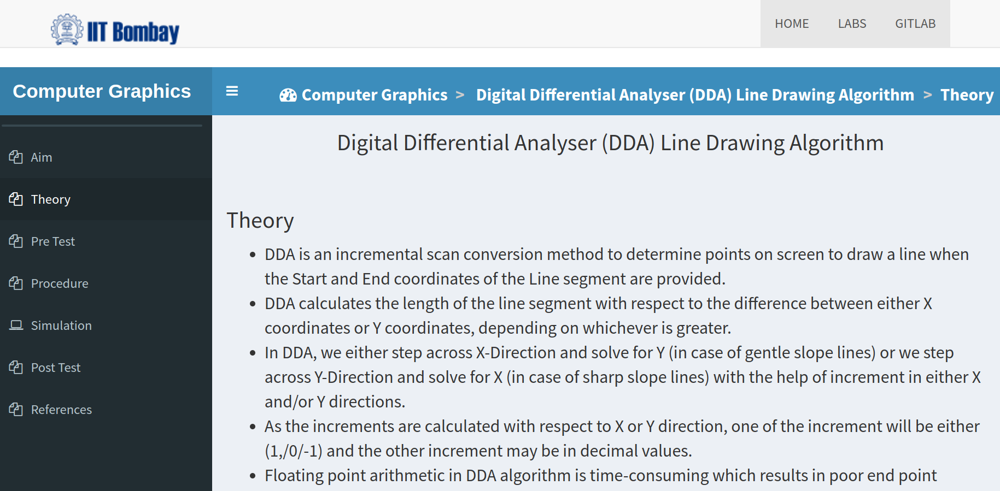 IIT Bombay
HOME LABS GITLAB
Computer Graphics
Computer Graphics > Digital Differential Analyser (DDA) Line Drawing Algorithm > Theory
Aim
Theory
Pre Test
Procedure
Simulation
Post Test
References
Digital Differential Analyser (DDA) Line Drawing Algorithm
Theory
• DDA is an incremental scan conversion method to determine points on screen to draw a line when
the Start and End coordinates of the Line segment are provided.
• DDA calculates the length of the line segment with respect to the difference between either X
coordinates or Y coordinates, depending on whichever is greater.
• In DDA, we either step across X-Direction and solve for Y (in case of gentle slope lines) or we step
across Y-Direction and solve for X (in case of sharp slope lines) with the help of increment in either X
and/or Y directions.
• As the increments are calculated with respect to X or Y direction, one of the increment will be either
(1,/0/-1) and the other increment may be in decimal values.
• Floating point arithmetic in DDA algorithm is time-consuming which results in poor end point